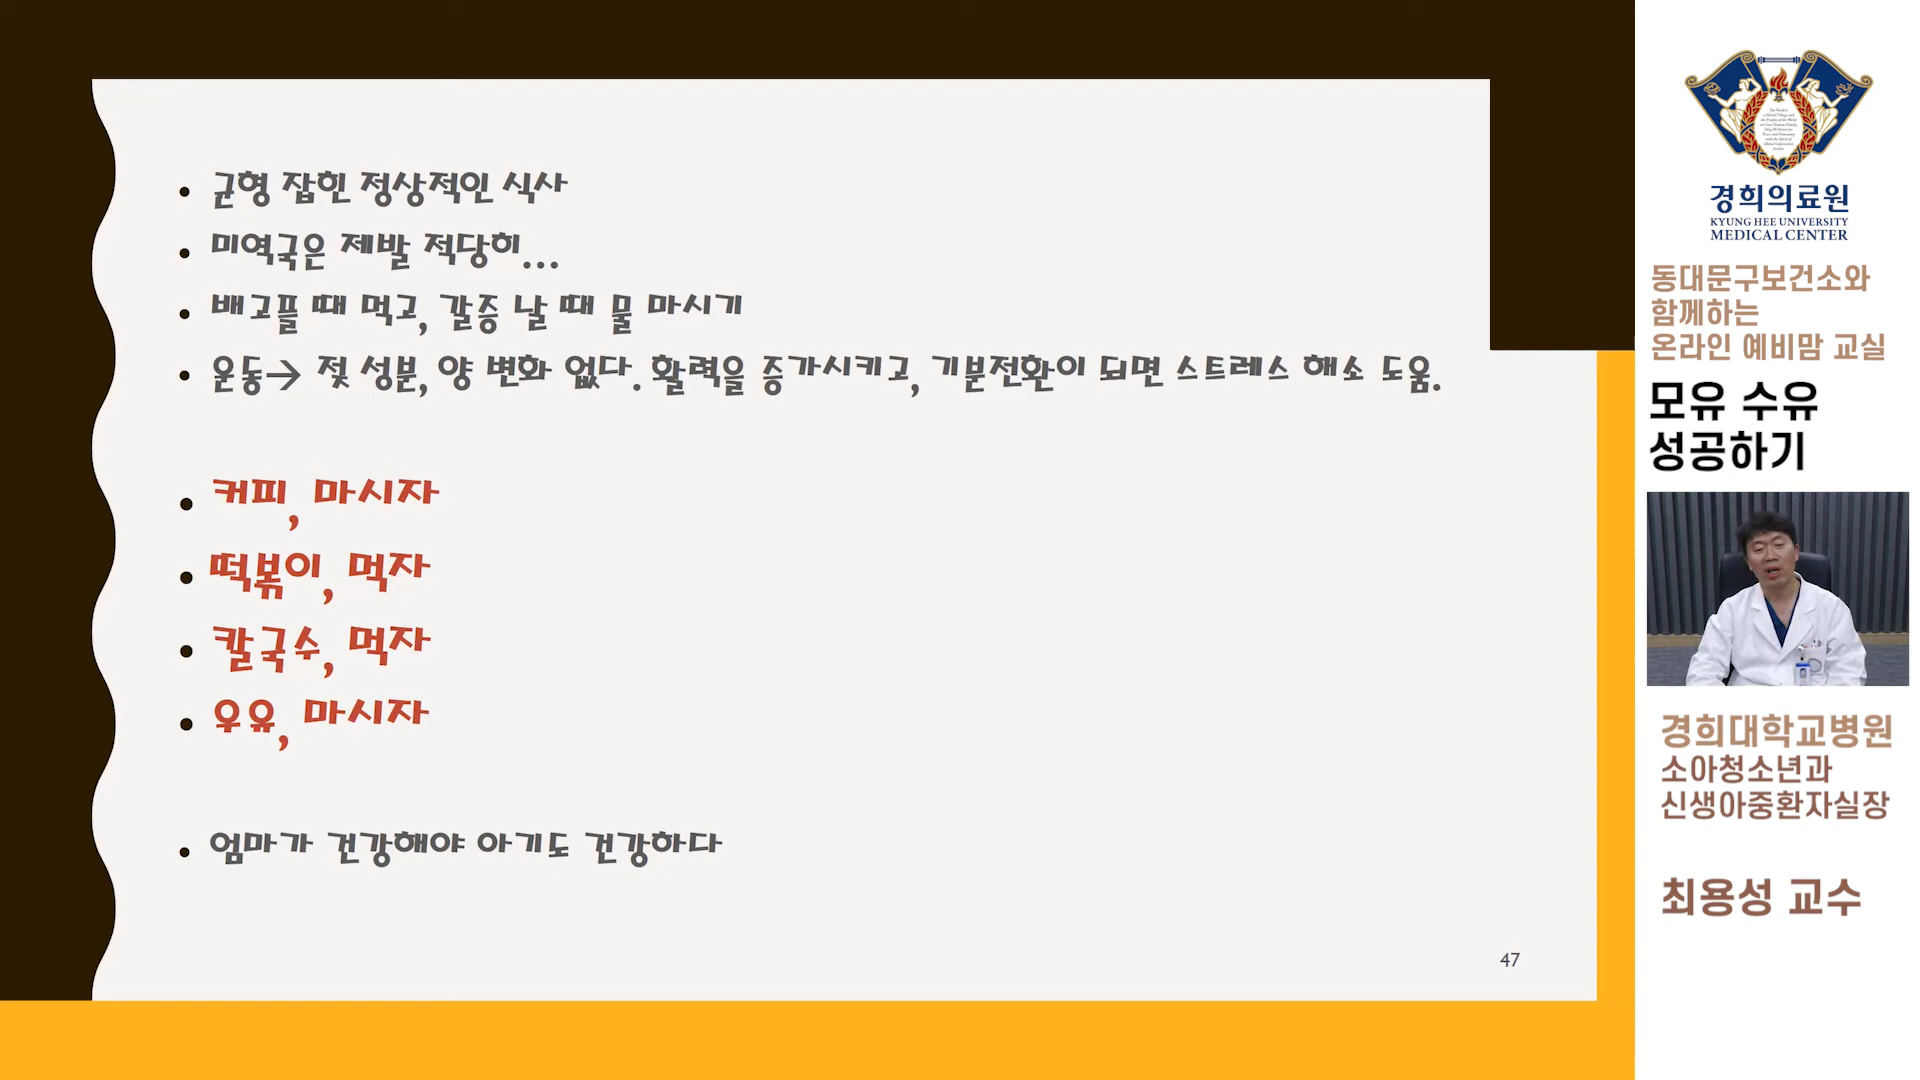 • 균형 잡힌 정상적인 식사
• 미역국은 제발 적당히...
• 배고플 때 먹고, 갈증 날 때 물 마시기
• 운동→ 젖 성분, 양 변화 없다. 활력을 증가시키고, 기분전환이 되면 스트레스 해소 도움.
• 커피, 마시자
• 떡볶이, 먹자
• 칼국수, 먹자
• 우유, 마시자
• 엄마가 건강해야 아기도 건강하다
47
경희의료원
KYUNG HEE UNIVERSITY
MEDICAL CENTER
동대문구보건소와
함께하는
온라인 예비맘 교실
모유 수유
성공하기
경희대학교병원
소아청소년과
신생아중환자실장
최용성 교수